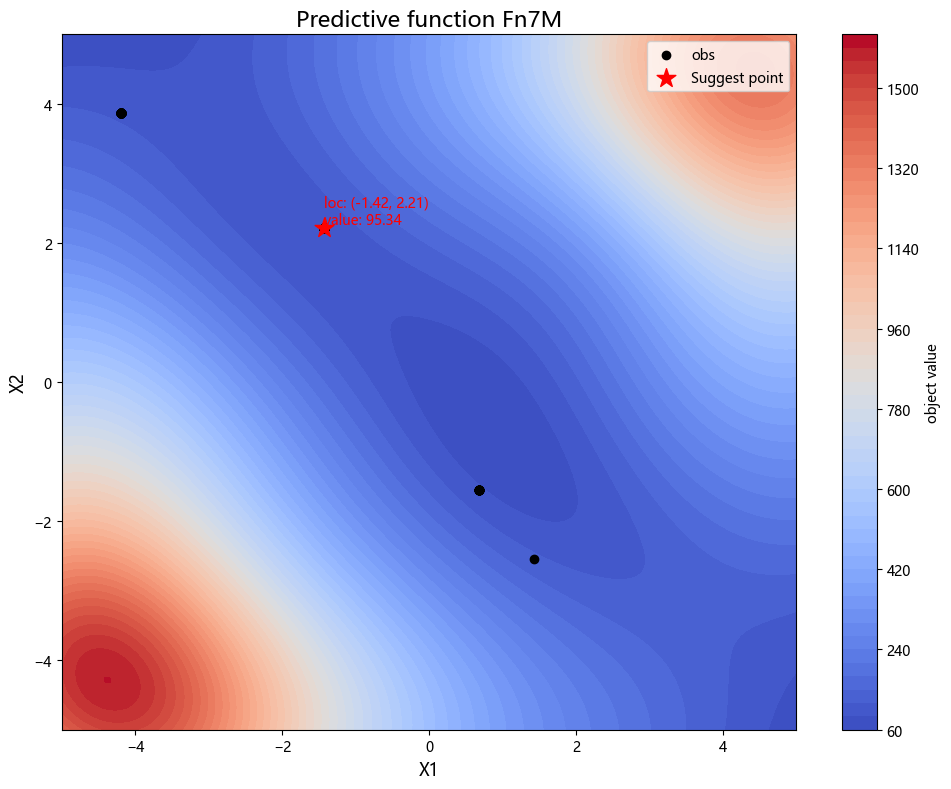 Predictive function Fn7M
obs
Suggest point
loc: (-1.42, 2.21)
value: 95.34
4
2
0
−2
−4
X2
−4
−2
0
2
4
X1
1500
1320
1140
960
780
600
420
240
60
object value